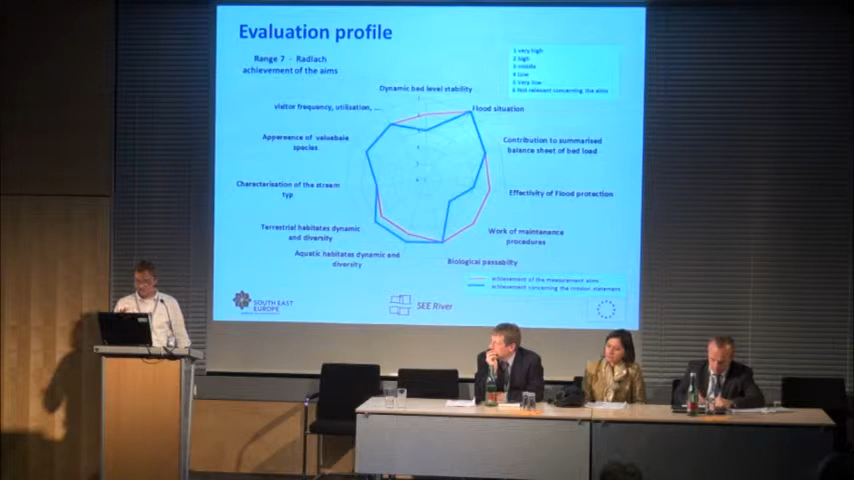 Evaluation profile
Range 7 - Radlach
achievement of the aims
1 very high
2 high
3 middle
4 Low
5 Very low
6 Not relevant concerning the aims
Dynamic bed level stability
visitor frequency, utilisation, ...
Flood situation
Appereance of valuebale
species
Contribution to summarised
balance sheet of bed load
Characterisation of the stream
typ
Effectivity of Flood protection
Terrestrial habitates dynamic
and diversity
Work of maintenance
procedures
Aquatic habitates dynamic and
diversity
Biological passability
achievement of the measurement aims
achievement concerning the mission statement
SOUTH EAST
EUROPE
SEE River